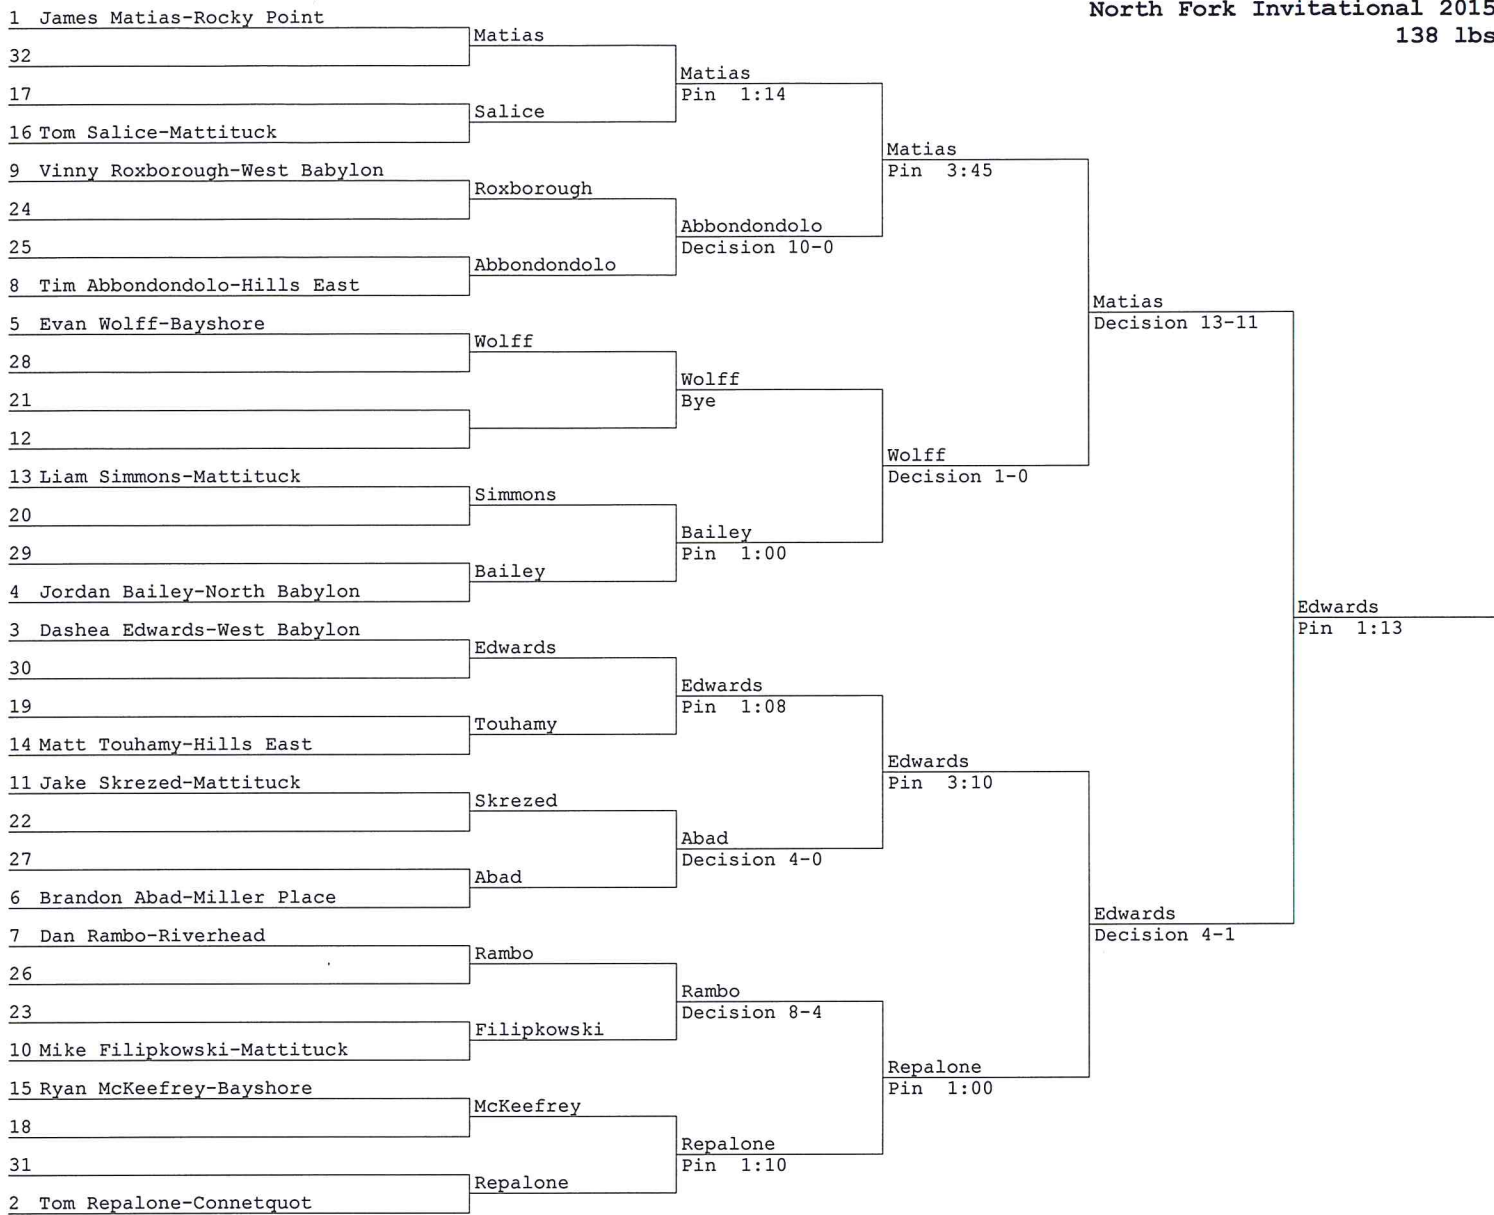 North Fork Invitational 2015
138 lbs
1 James Matias-Rocky Point
Matias
32
Matias
17
Pin 1:14
Salice
16 Tom Salice-Mattituck
Matias
9 Vinny Roxborough-West Babylon
Pin 3:45
Roxborough
24
Abbondondolo
25
Decision 10-0
Abbondondolo
8 Tim Abbondondolo-Hills East
Matias
5 Evan Wolff-Bayshore
Decision 13-11
Wolff
28
Wolff
21
Bye
12
Wolff
13 Liam Simmons-Mattituck
Decision 1-0
Simmons
20
Bailey
29
Pin 1:00
Bailey
4 Jordan Bailey-North Babylon
Edwards
3 Dashea Edwards-West Babylon
Pin 1:13
Edwards
30
Edwards
19
Pin 1:08
Touhamy
14 Matt Touhamy-Hills East
Edwards
11 Jake Skrezed-Mattituck
Pin 3:10
Skrezed
22
Abad
27
Decision 4-0
Abad
6 Brandon Abad-Miller Place
Edwards
7 Dan Rambo-Riverhead
Decision 4-1
Rambo
26
Rambo
23
Decision 8-4
Filipkowski
10 Mike Filipkowski-Mattituck
Repalone
15 Ryan McKeefrey-Bayshore
Pin 1:00
McKeefrey
18
Repalone
31
Pin 1:10
Repalone
2 Tom Repalone-Connetquot